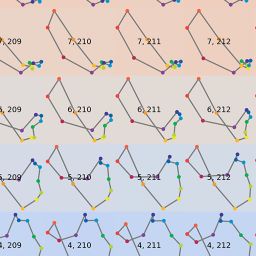 7, 209 7, 210 7, 211 7, 212
6, 209 6, 210 6, 211 6, 212
5, 209 5, 210 5, 211 5, 212
4, 209 4, 210 4, 211 4, 212